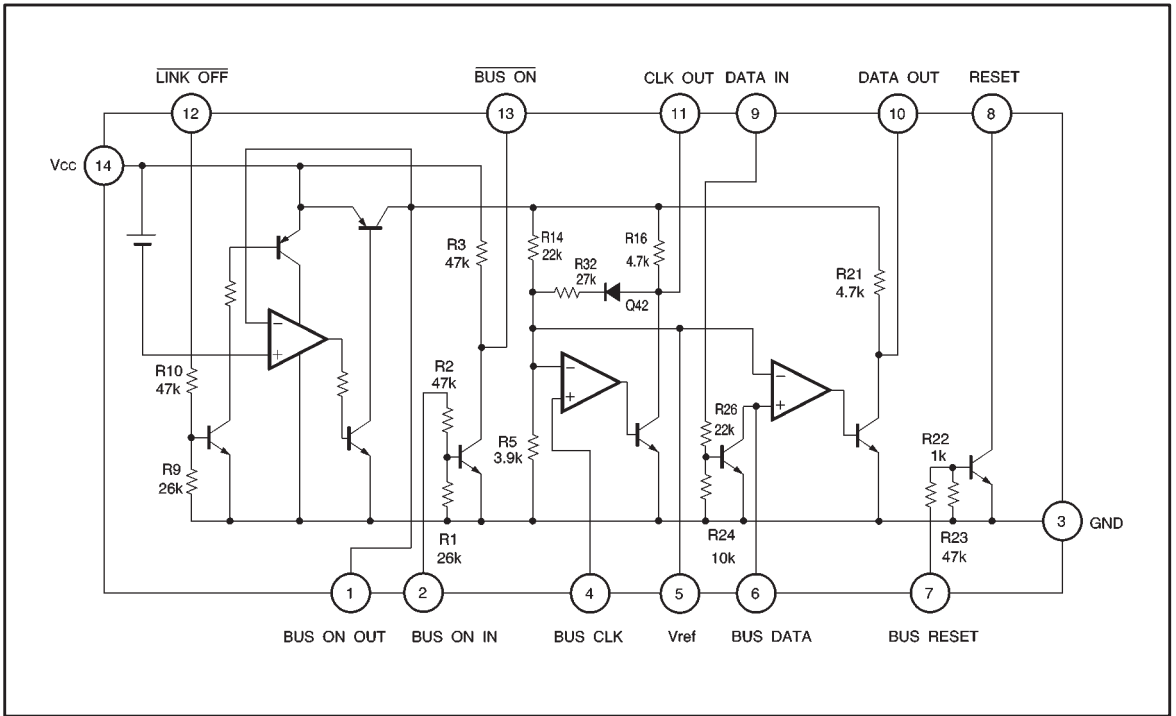 LINK OFF
BUS ON
CLK OUT
DATA IN
DATA OUT
RESET
12
13
11
9
10
8
Vcc
14
R3
47k
R14
22k
R32
27k
R16
4.7k
Q42
R21
4.7k
−
+
R10
47k
R2
47k
−
+
−
+
R9
26k
R5
3.9k
R26
22k
R22
1k
R1
26k
R24
10k
R23
47k
3
GND
1
2
4
5
6
7
BUS ON OUT
BUS ON IN
BUS CLK
Vref
BUS DATA
BUS RESET